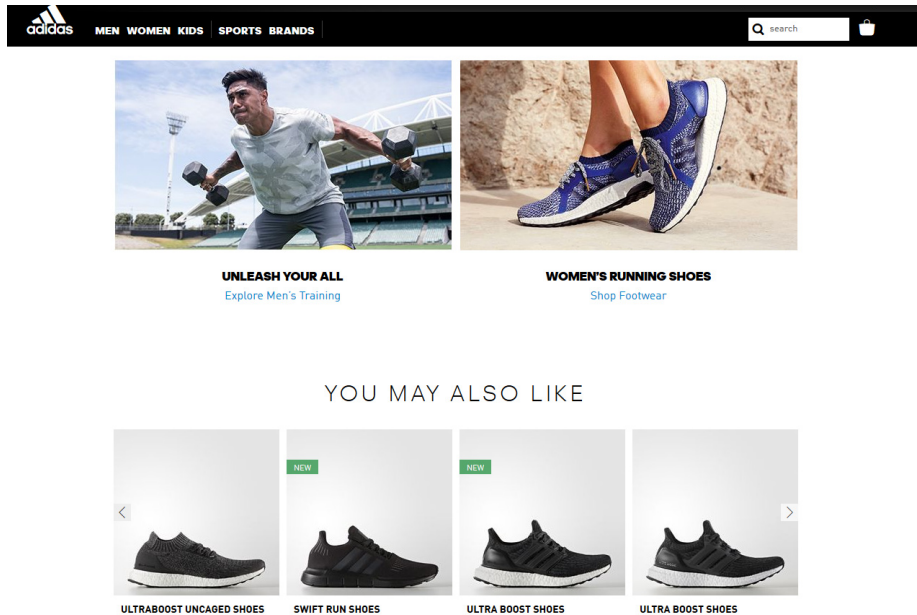 adidas
MEN WOMEN KIDS SPORTS BRANDS
search
UNLEASH YOUR ALL
Explore Men's Training
WOMEN'S RUNNING SHOES
Shop Footwear
YOU MAY ALSO LIKE
NEW
NEW
ULTRABOOST UNCAGED SHOES
SWIFT RUN SHOES
ULTRA BOOST SHOES
ULTRA BOOST SHOES